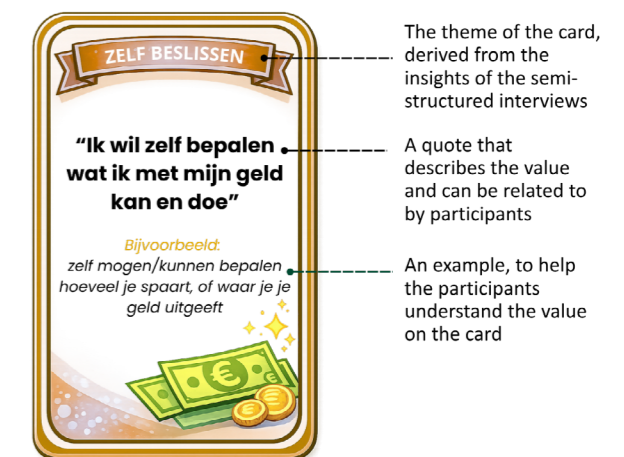 ZELF BESLISSEN
“Ik wil zelf bepalen
wat ik met mijn geld
kan en doe”
Bijvoorbeeld:
zelf mogen/kunnen bepalen
hoeveel je spaart, of waar je je
geld uitgeeft
€
€
The theme of the card,
derived from the
insights of the semi-
structured interviews
A quote that
describes the value
and can be related to
by participants
An example, to help
the participants
understand the value
on the card